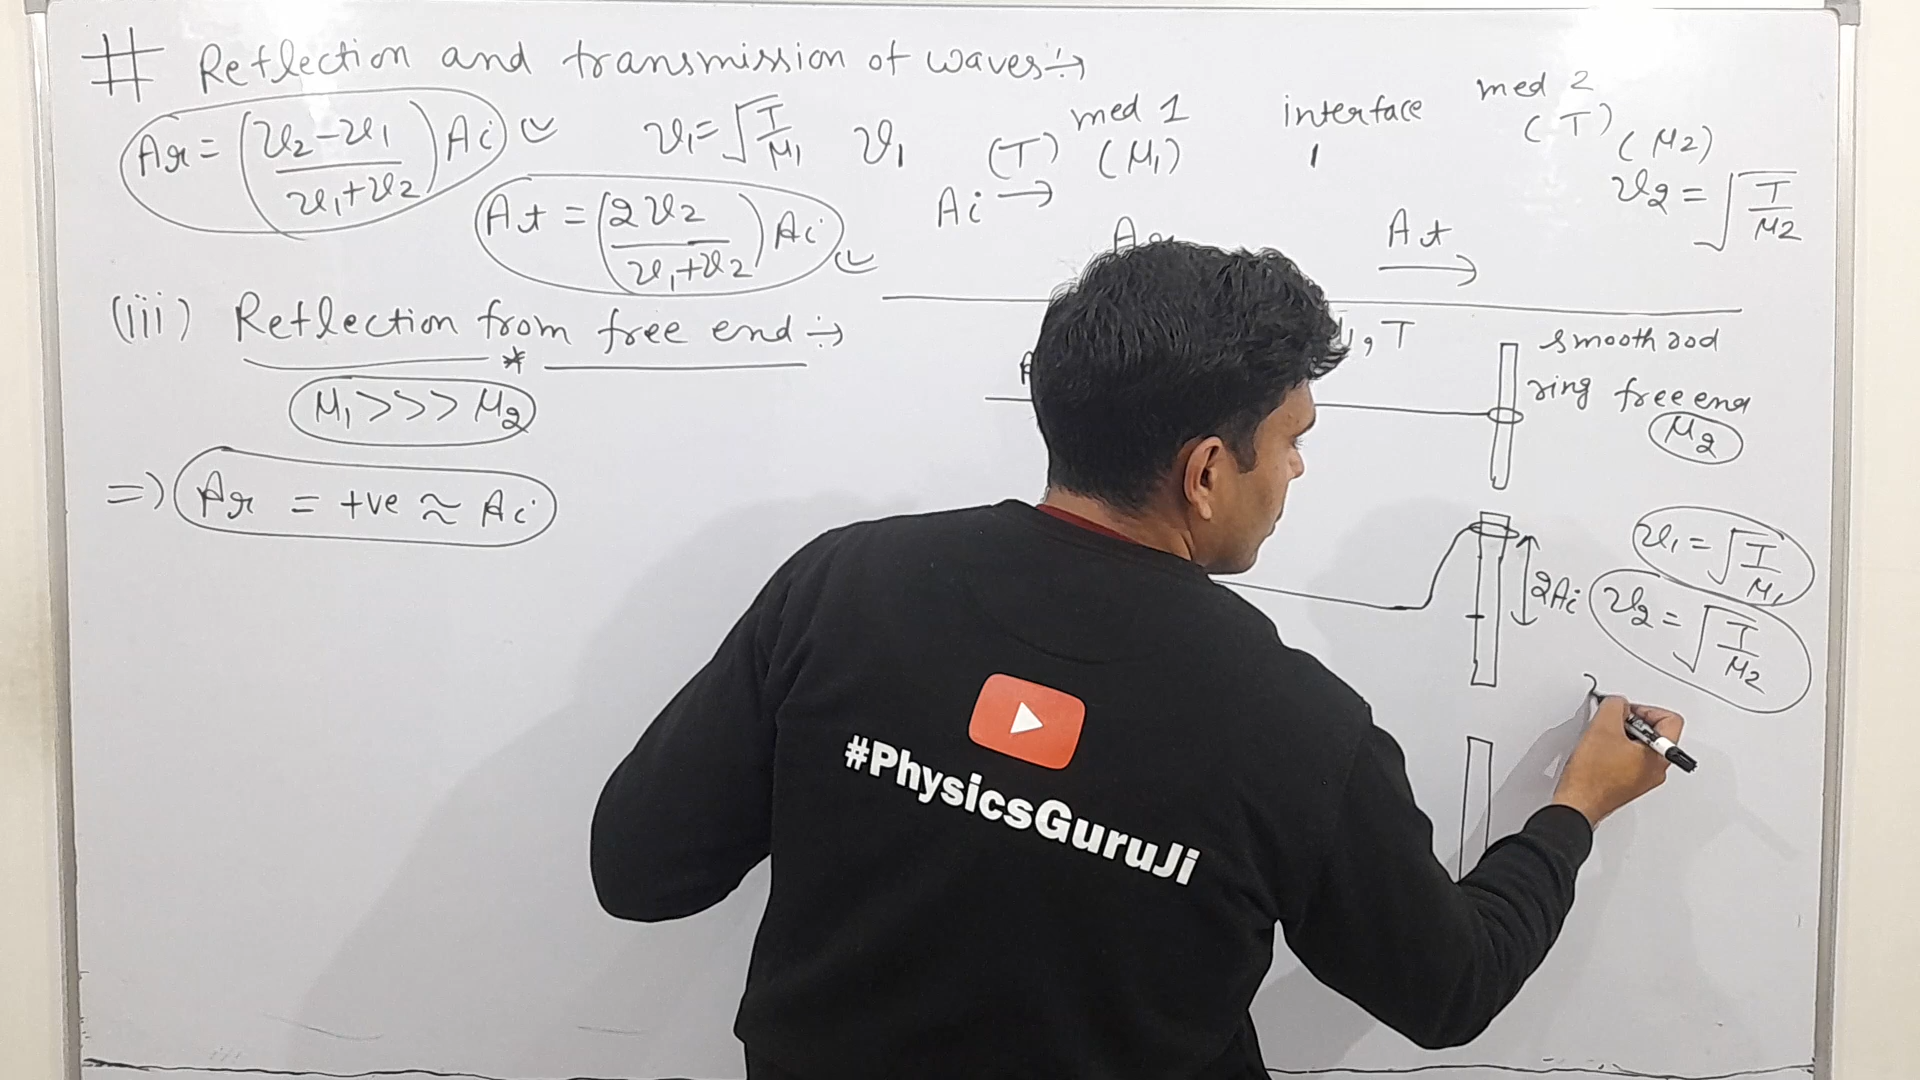 # Reflection and transmission of waves :→
Ar = (v2 - v1 / v1 + v2) Ai
v1 = √T/μ1 v1
(T) med 1 (μ1)
interface
med 2 (T) (μ2)
v2 = √T/μ2
At = (2v2 / v1 + v2) Ai
Ai →
At →
(iii) Reflection from free end :→
*
μ1 >>> μ2
⇒ Ar = +ve ≈ Ai
, T
smooth rod
ring free end
μ2
2Ai
v1 = √T/μ1
v2 = √T/μ2
#PhysicsGuruJi